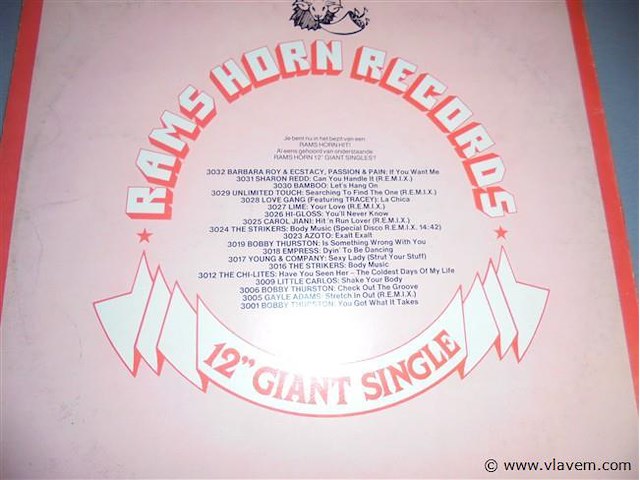 RAMS HORN RECORDS
Je bent nu in het bezit van een
RAMS HORN HIT!
Al eens gehoord van onderstaande
RAMS HORN 12" GIANT SINGLES?
3032 BARBARA ROY & ECSTACY, PASSION & PAIN: If You Want Me
3031 SHARON REDD: Can You Handle It (R.E.M.I.X.)
3030 BAMBOO: Let's Hang On
3029 UNLIMITED TOUCH: Searching To Find The One (R.E.M.I.X.)
3028 LOVE GANG (Featuring TRACEY): La Chica
3027 LIME: Your Love (R.E.M.I.X.)
3026 HI-GLOSS: You'll Never Know
3025 CAROL JIANI: Hit 'n Run Lover (R.E.M.I.X.)
3024 THE STRIKERS: Body Music (Special Disco R.E.M.I.X. 14:42)
3023 AZOTO: Exalt Exalt
3019 BOBBY THURSTON: Is Something Wrong With You
3018 EMPRESS: Dyin' To Be Dancing
3017 YOUNG & COMPANY: Sexy Lady (Strut Your Stuff)
3016 THE STRIKERS: Body Music
3012 THE CHI-LITES: Have You Seen Her – The Coldest Days Of My Life
3009 LITTLE CARLOS: Shake Your Body
3006 BOBBY THURSTON: Check Out The Groove
3005 GAYLE ADAMS: Stretch In Out (R.E.M.I.X.)
3001 BOBBY THURSTON: You Got What It Takes
12" GIANT SINGLE
© www.vlavem.com